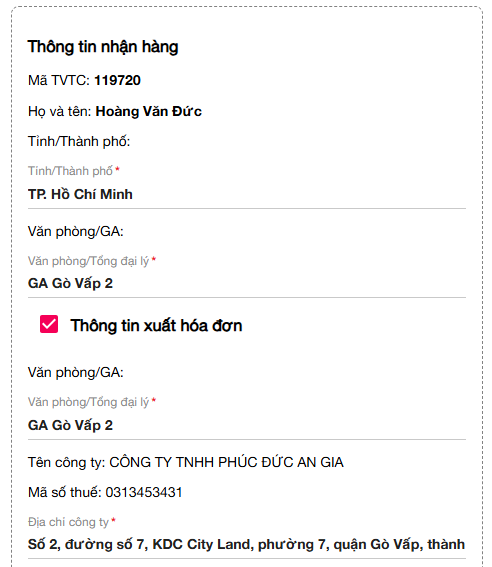 Thông tin nhận hàng
Mã TVTC: 119720
Họ và tên: Hoàng Văn Đức
Tỉnh/Thành phố:
Tỉnh/Thành phố *
TP. Hồ Chí Minh
Văn phòng/GA:
Văn phòng/Tổng đại lý *
GA Gò Vấp 2
Thông tin xuất hóa đơn
Văn phòng/GA:
Văn phòng/Tổng đại lý *
GA Gò Vấp 2
Tên công ty: CÔNG TY TNHH PHÚC ĐỨC AN GIA
Mã số thuế: 0313453431
Địa chỉ công ty *
Số 2, đường số 7, KDC City Land, phường 7, quận Gò Vấp, thành